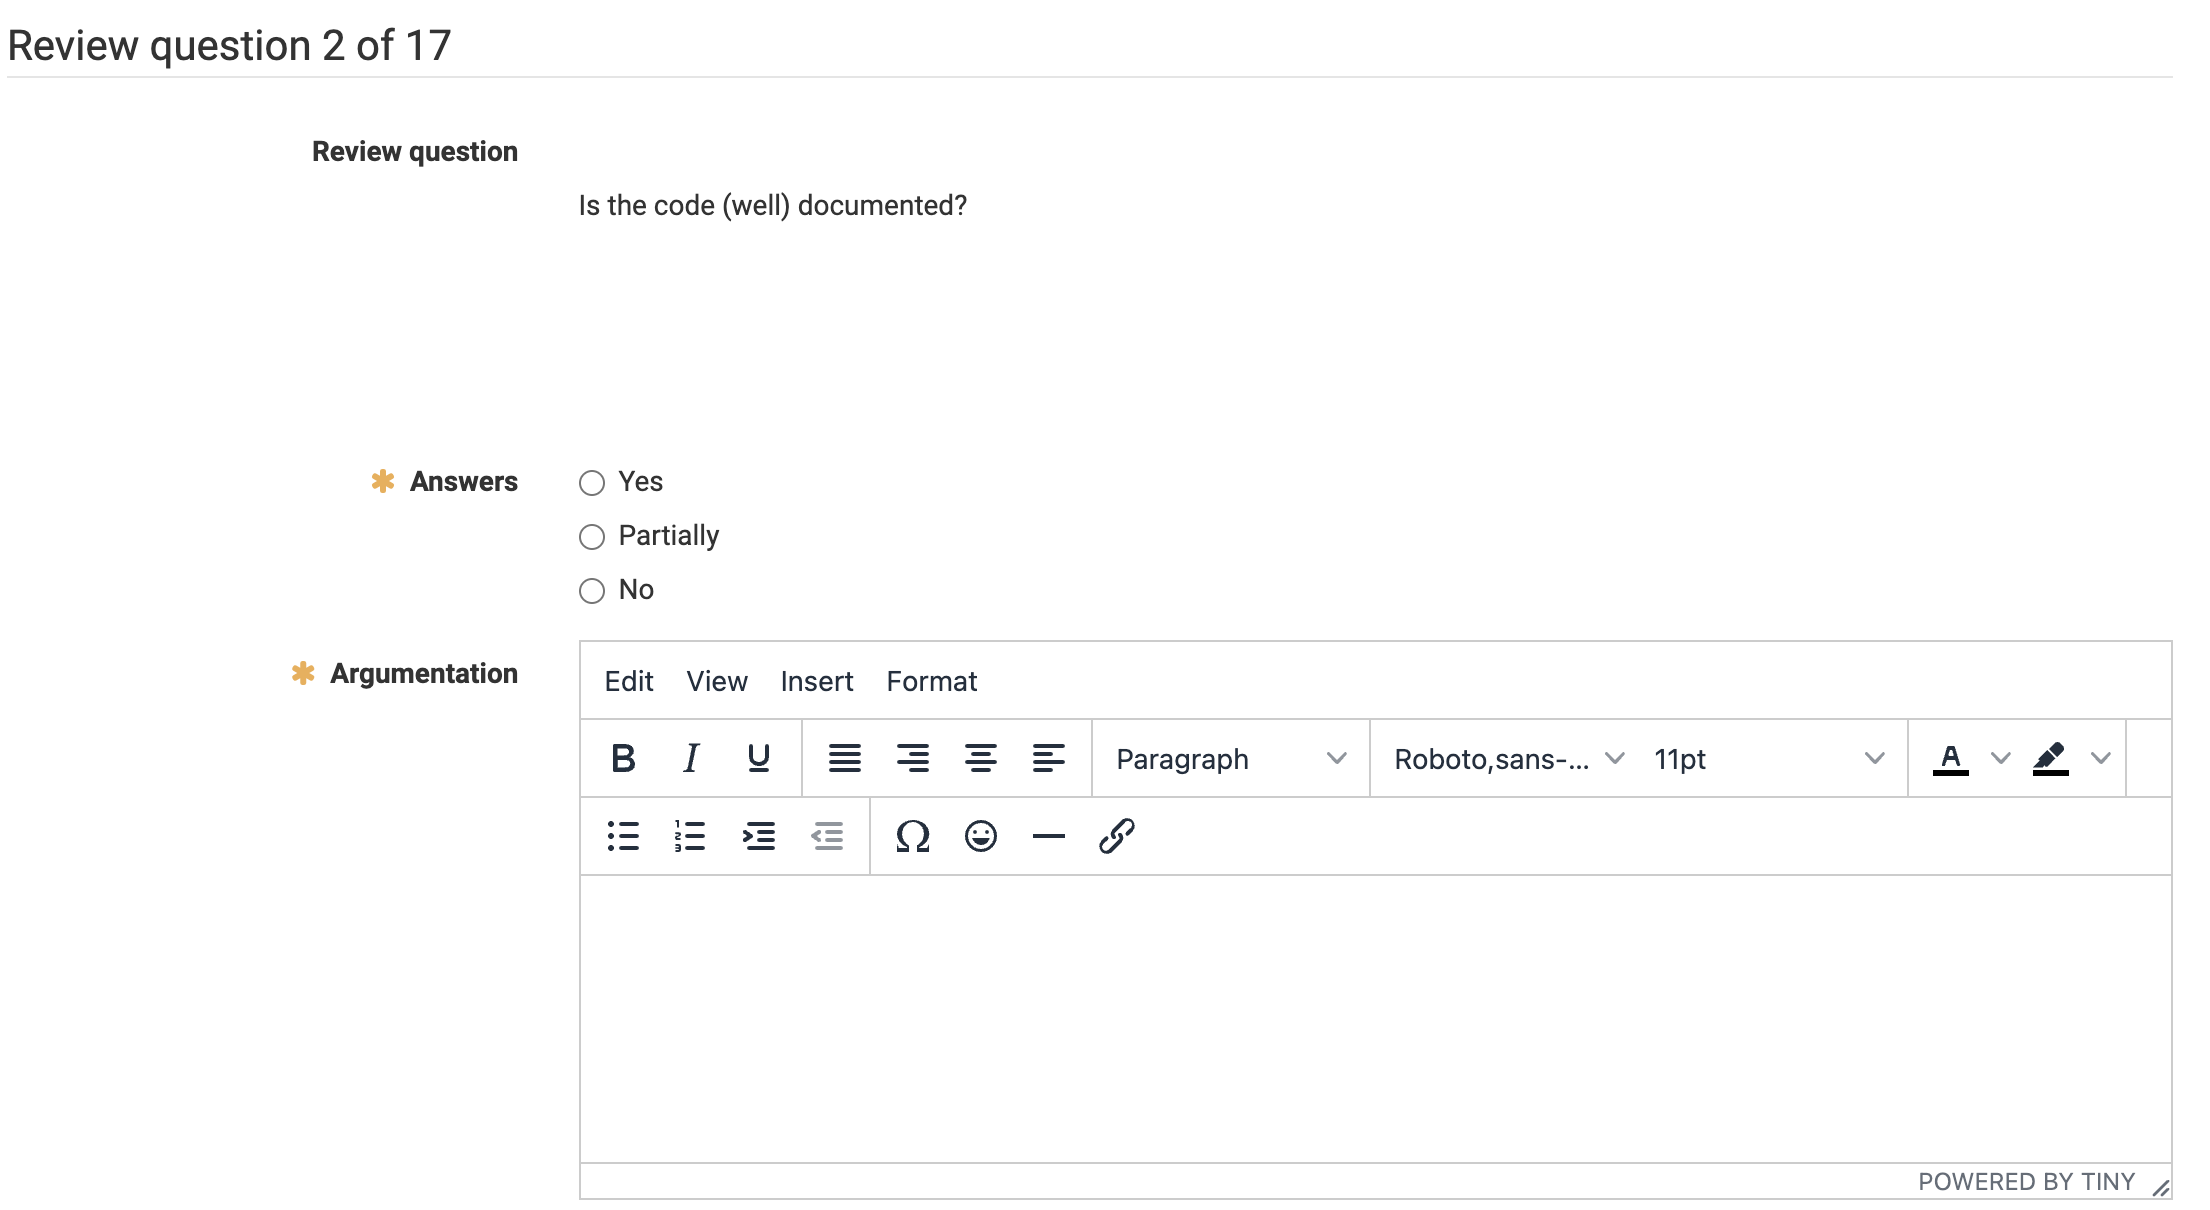 Review question 2 of 17
Review question
Is the code (well) documented?
Answers
Yes
Partially
No
Argumentation
Edit View Insert Format
B I U Paragraph Roboto,sans-... 11pt A
POWERED BY TINY